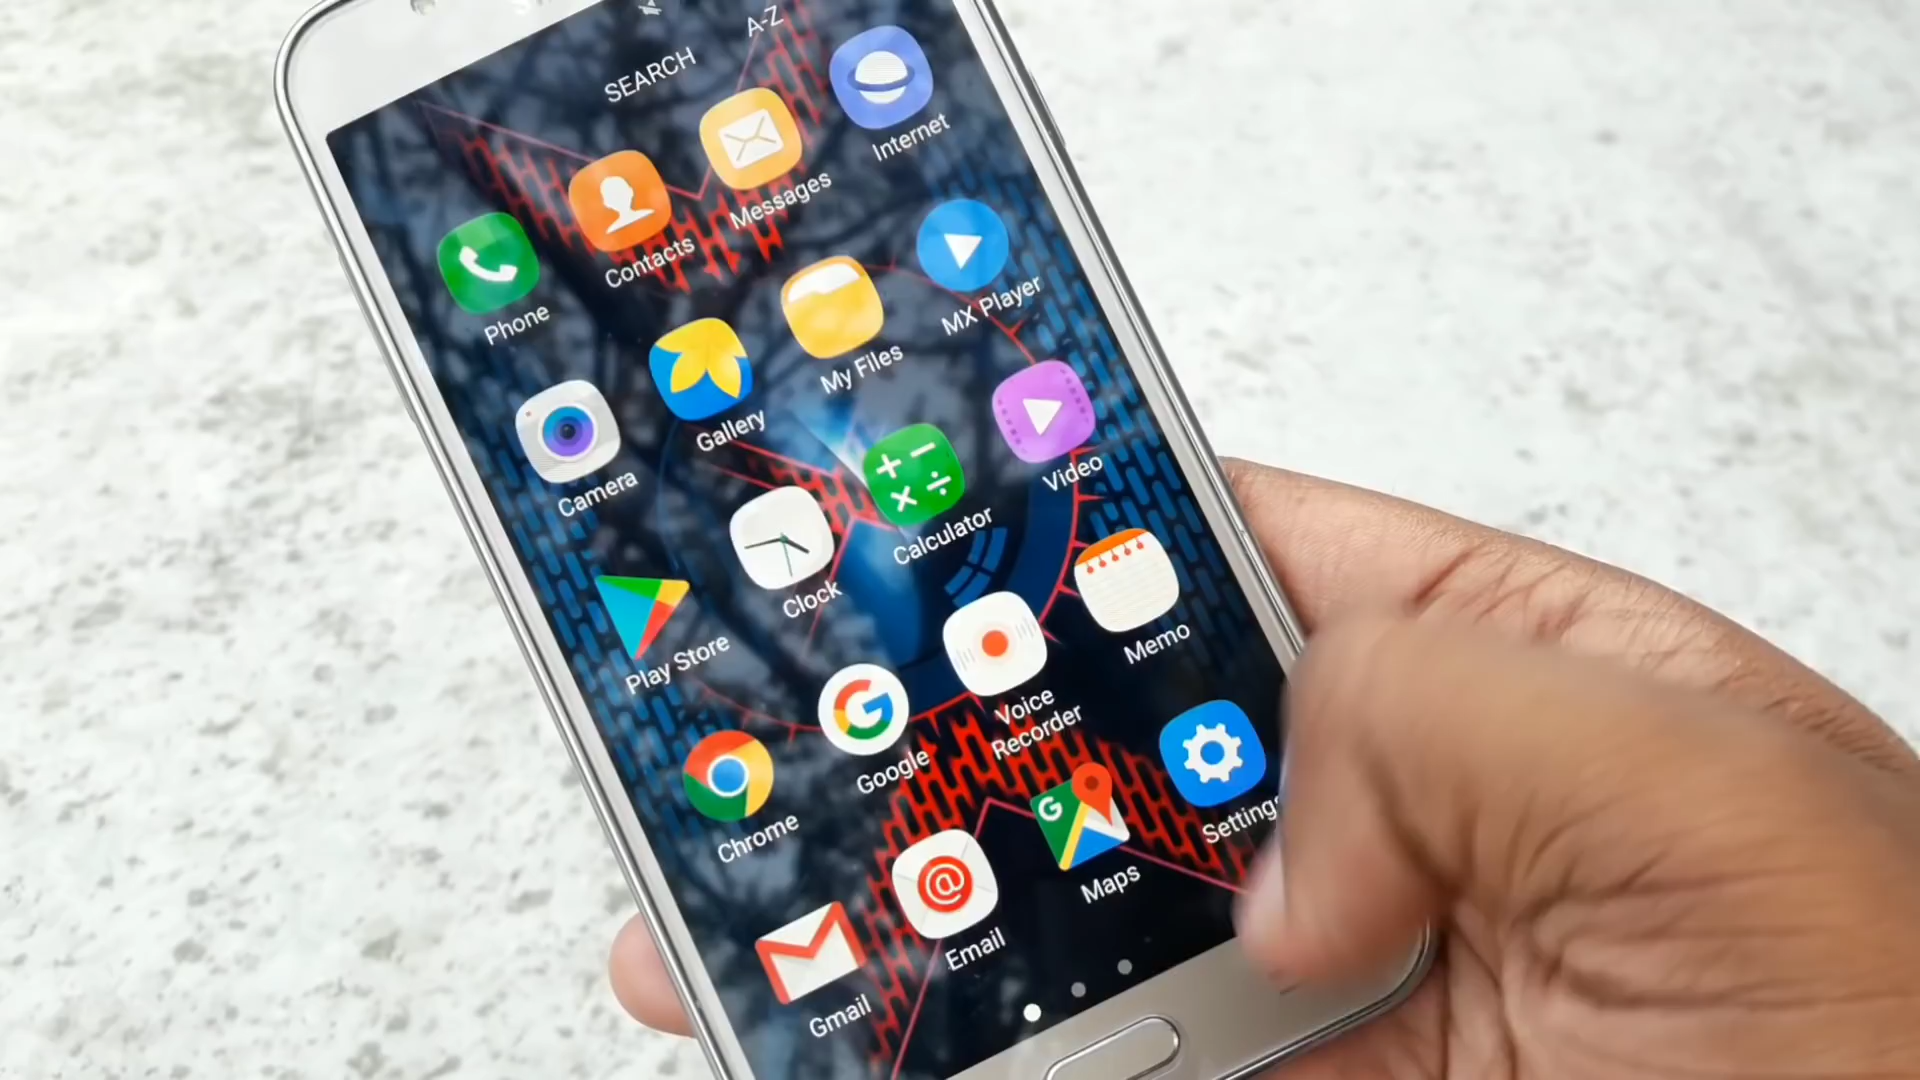 SEARCH
A-Z
Phone
Contacts
Messages
Internet
Camera
Gallery
My Files
MX Player
Play Store
Clock
Calculator
Video
Chrome
Google
Voice
Recorder
Memo
Gmail
Email
Maps
Settings